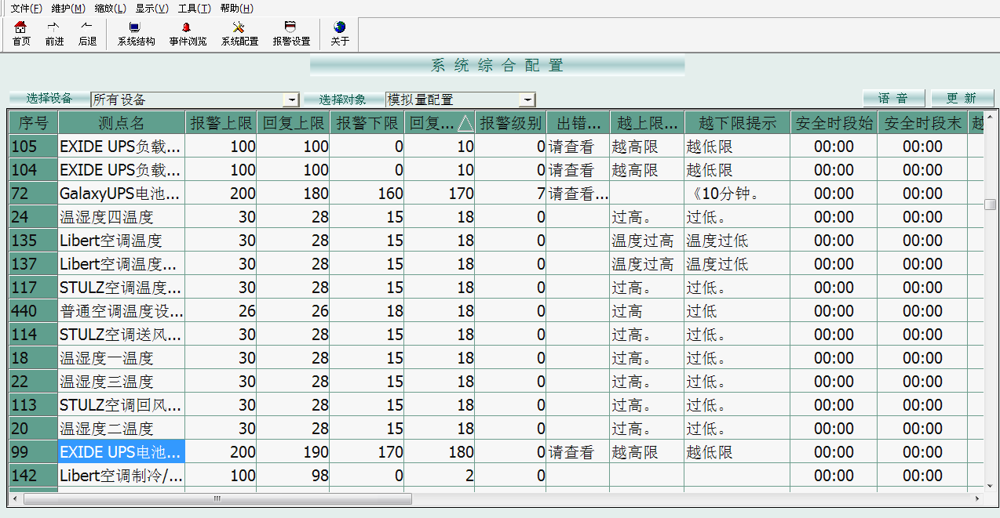 文件(F) 维护(M) 缩放(L) 显示(V) 工具(T) 帮助(H)
首页 前进 后退 系统结构 事件浏览 系统配置 报警设置 关于
系统综合配置
选择设备 所有设备 选择对象 模拟量配置 语音 更新
序号 测点名 报警上限 回复上限 报警下限 回复... 报警级别 出错... 越上限... 越下限提示 安全时段始 安全时段末 越
105 EXIDE UPS负载... 100 100 0 10 0 请查看 越高限 越低限 00:00 00:00
104 EXIDE UPS负载... 100 100 0 10 0 请查看 越高限 越低限 00:00 00:00
72 GalaxyUPS电池... 200 180 160 170 7 请查看... 《10分钟。 00:00 00:00
24 温湿度四温度 30 28 15 18 0 过高。 过低。 00:00 00:00
135 Libert空调温度 30 28 15 18 0 温度过高 温度过低 00:00 00:00
137 Libert空调温度... 30 28 15 18 0 温度过高 温度过低 00:00 00:00
117 STULZ空调温度... 30 28 15 18 0 过高。 过低。 00:00 00:00
440 普通空调温度设... 26 26 18 18 0 过高 过低 00:00 00:00
114 STULZ空调送风... 30 28 15 18 0 过高。 过低。 00:00 00:00
18 温湿度一温度 30 28 15 18 0 过高。 过低。 00:00 00:00
22 温湿度三温度 30 28 15 18 0 过高。 过低。 00:00 00:00
113 STULZ空调回风... 30 28 15 18 0 过高。 过低。 00:00 00:00
20 温湿度二温度 30 28 15 18 0 过高。 过低。 00:00 00:00
99 EXIDE UPS电池... 200 190 170 180 0 请查看 越高限 越低限 00:00 00:00
142 Libert空调制冷/... 100 98 0 2 0 00:00 00:00